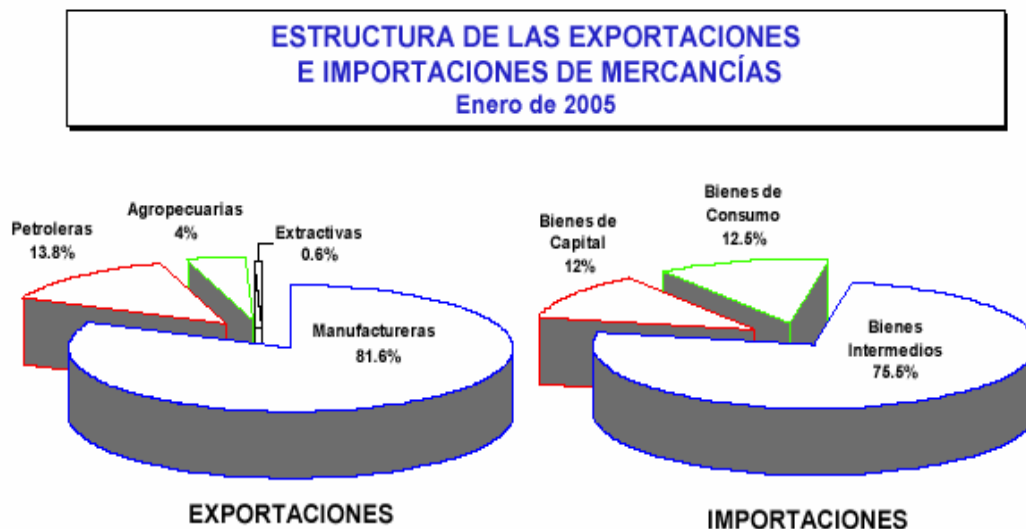 ESTRUCTURA DE LAS EXPORTACIONES
E IMPORTACIONES DE MERCANCÍAS
Enero de 2005
Petroleras
13.8%
Agropecuarias
4%
Extractivas
0.6%
Manufactureras
81.6%
EXPORTACIONES
Bienes de
Capital
12%
Bienes de
Consumo
12.5%
Bienes
Intermedios
75.5%
IMPORTACIONES